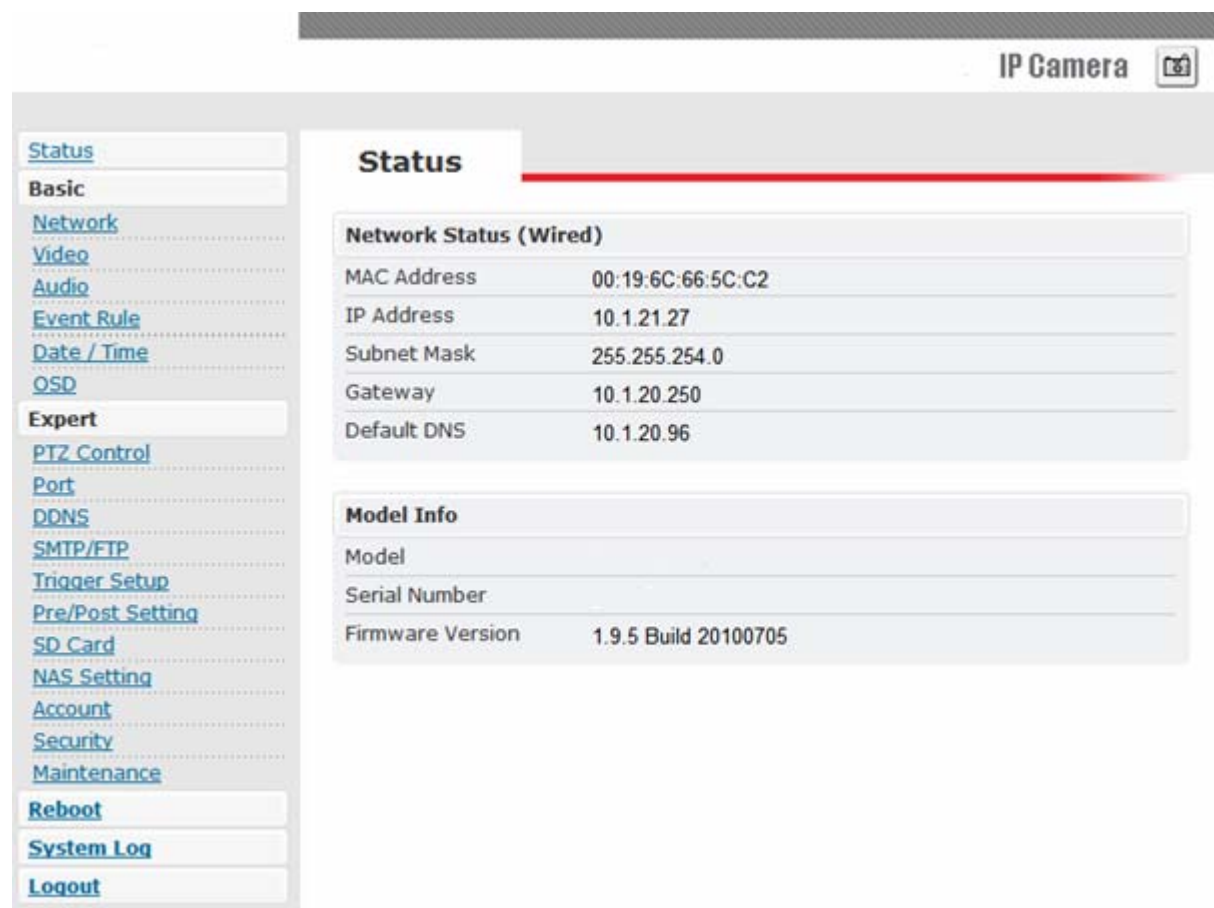 IP Camera
Status
Basic
Network
Video
Audio
Event Rule
Date / Time
OSD
Expert
PTZ Control
Port
DDNS
SMTP/FTP
Trigger Setup
Pre/Post Setting
SD Card
NAS Setting
Account
Security
Maintenance
Reboot
System Log
Logout
Status
Network Status (Wired)
MAC Address 00:19:6C:66:5C:C2
IP Address 10.1.21.27
Subnet Mask 255.255.254.0
Gateway 10.1.20.250
Default DNS 10.1.20.96
Model Info
Model
Serial Number
Firmware Version 1.9.5 Build 20100705